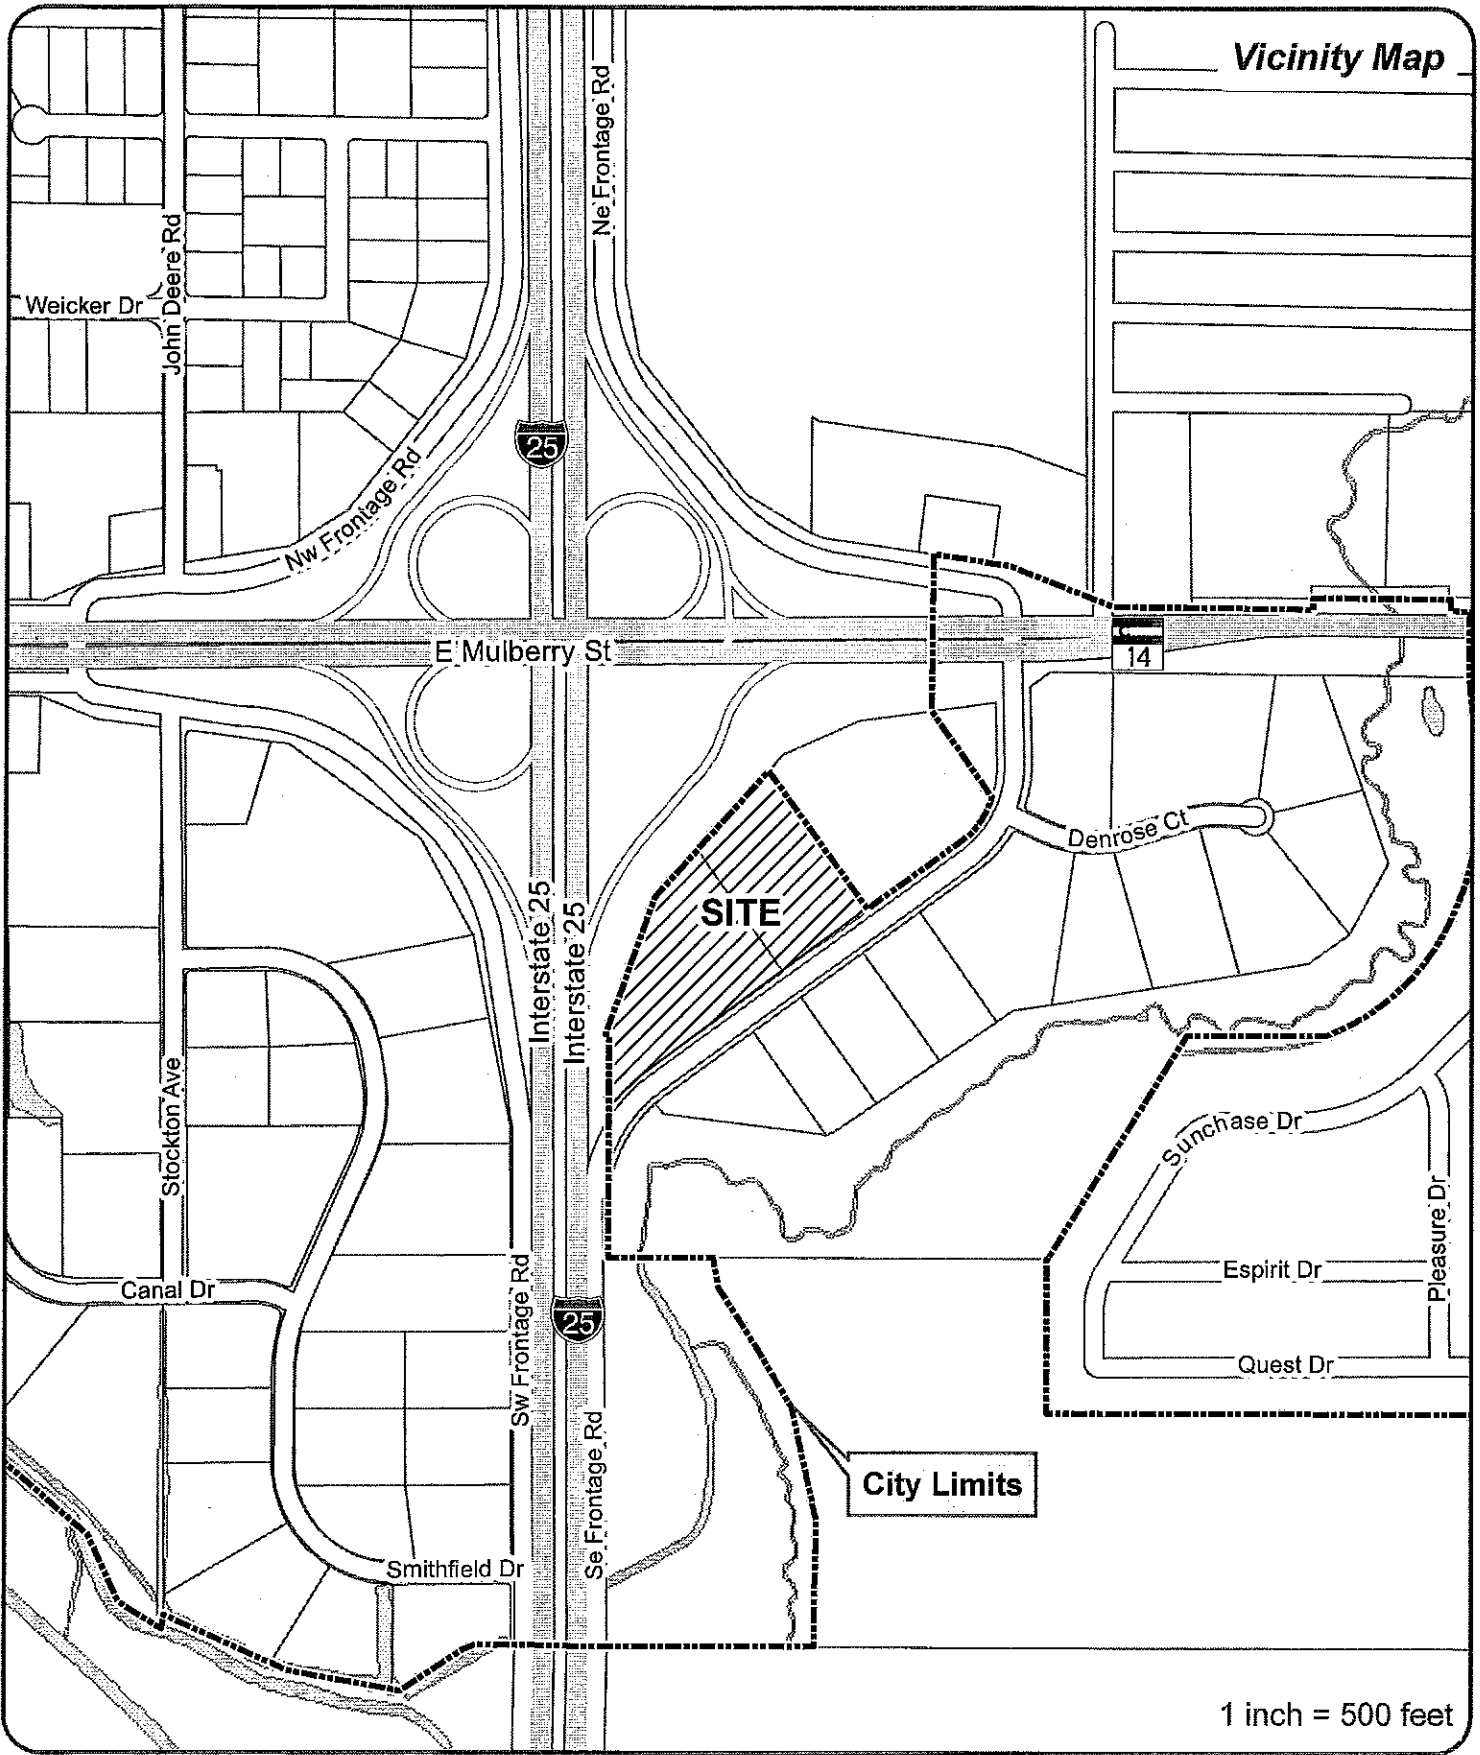 Vicinity Map
Ne Frontage Rd
John Deere Rd
Weicker Dr
25
Nw Frontage Rd
E Mulberry St
14
Denrose Ct
SITE
Interstate 25
Interstate 25
Stockton Ave
Sunchase Dr
Pleasure Dr
Espirit Dr
Canal Dr
Sw Frontage Rd
25
Quest Dr
Se Frontage Rd
City Limits
Smithfield Dr
1 inch = 500 feet